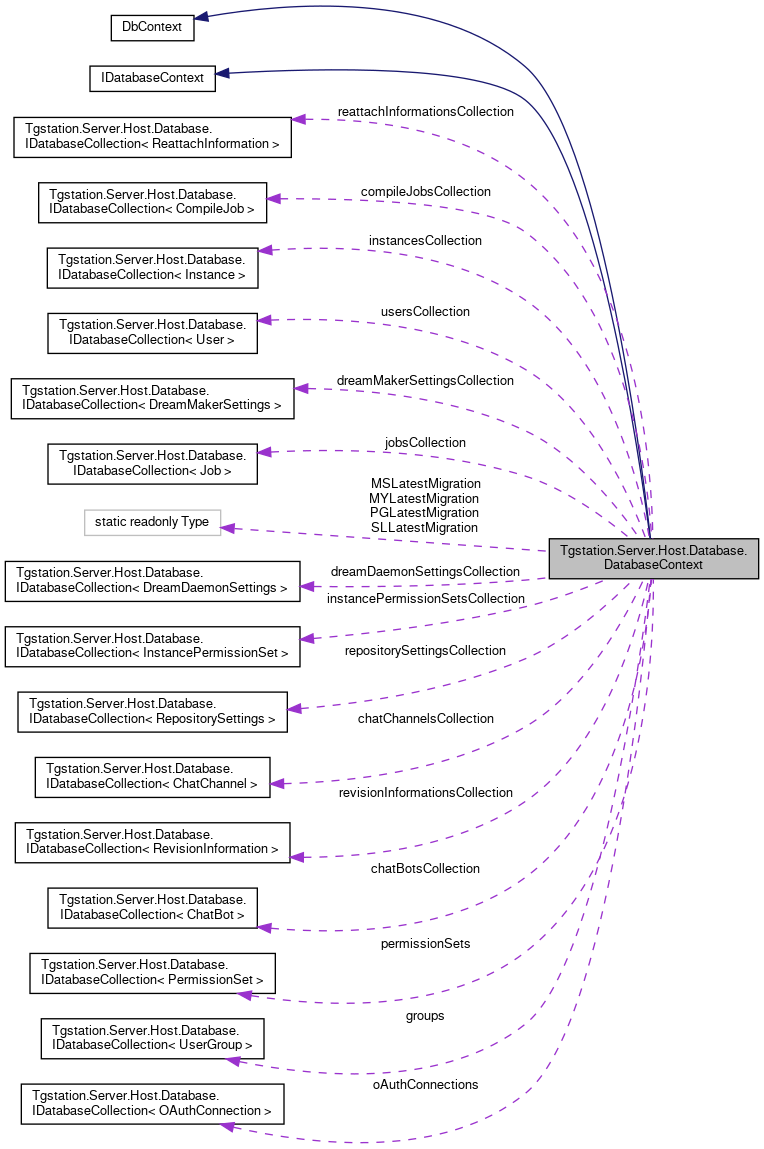 DbContext
IDatabaseContext
reattachInformationsCollection
Tgstation.Server.Host.Database.
IDatabaseCollection< ReattachInformation >
compileJobsCollection
Tgstation.Server.Host.Database.
IDatabaseCollection< CompileJob >
instancesCollection
Tgstation.Server.Host.Database.
IDatabaseCollection< Instance >
usersCollection
Tgstation.Server.Host.Database.
IDatabaseCollection< User >
dreamMakerSettingsCollection
Tgstation.Server.Host.Database.
IDatabaseCollection< DreamMakerSettings >
jobsCollection
Tgstation.Server.Host.Database.
IDatabaseCollection< Job >
MSLatestMigration
MYLatestMigration
PGLatestMigration
SLLatestMigration
static readonly Type
Tgstation.Server.Host.Database.
DatabaseContext
dreamDaemonSettingsCollection
Tgstation.Server.Host.Database.
IDatabaseCollection< DreamDaemonSettings >
instancePermissionSetsCollection
Tgstation.Server.Host.Database.
IDatabaseCollection< InstancePermissionSet >
repositorySettingsCollection
Tgstation.Server.Host.Database.
IDatabaseCollection< RepositorySettings >
chatChannelsCollection
Tgstation.Server.Host.Database.
IDatabaseCollection< ChatChannel >
revisionInformationsCollection
Tgstation.Server.Host.Database.
IDatabaseCollection< RevisionInformation >
chatBotsCollection
Tgstation.Server.Host.Database.
IDatabaseCollection< ChatBot >
permissionSets
Tgstation.Server.Host.Database.
IDatabaseCollection< PermissionSet >
groups
Tgstation.Server.Host.Database.
IDatabaseCollection< UserGroup >
oAuthConnections
Tgstation.Server.Host.Database.
IDatabaseCollection< OAuthConnection >